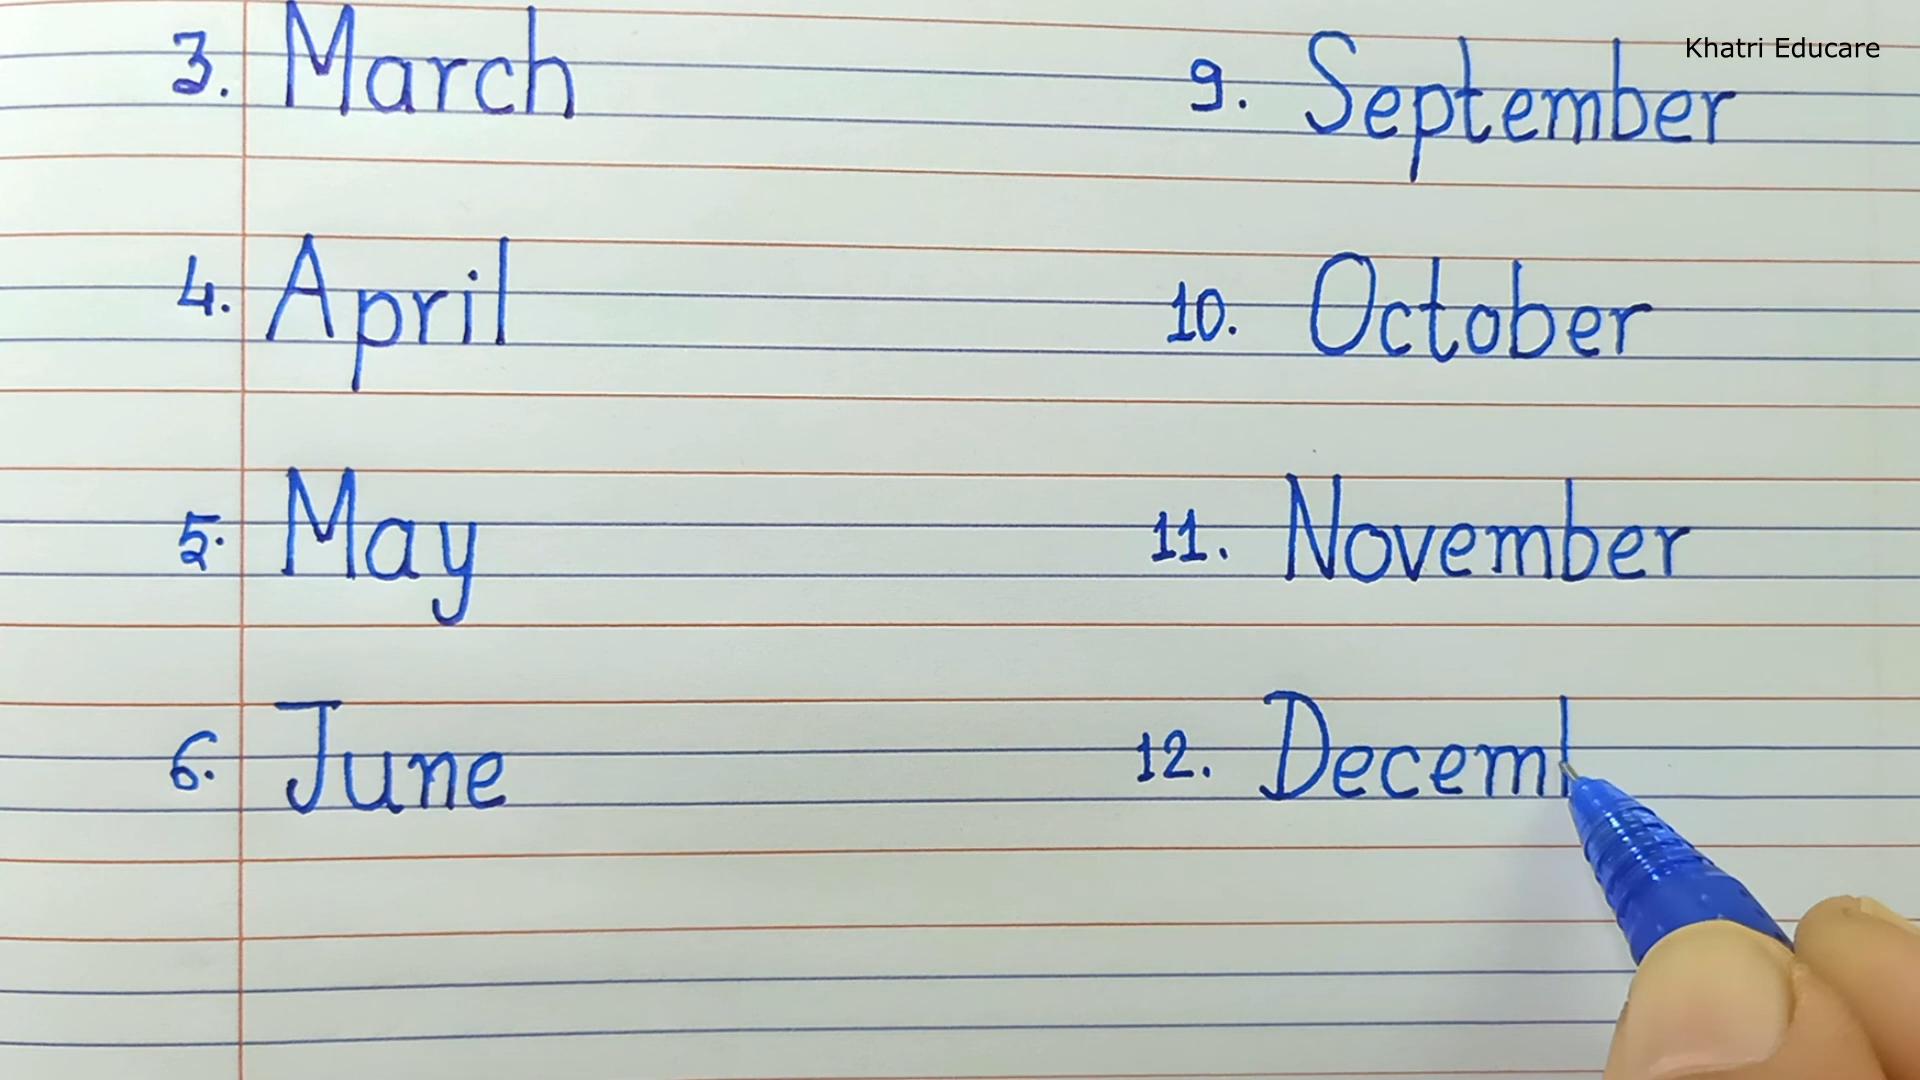 Khatri Educare
3. March
4. April
5. May
6. June
9. September
10. October
11. November
12. Decem